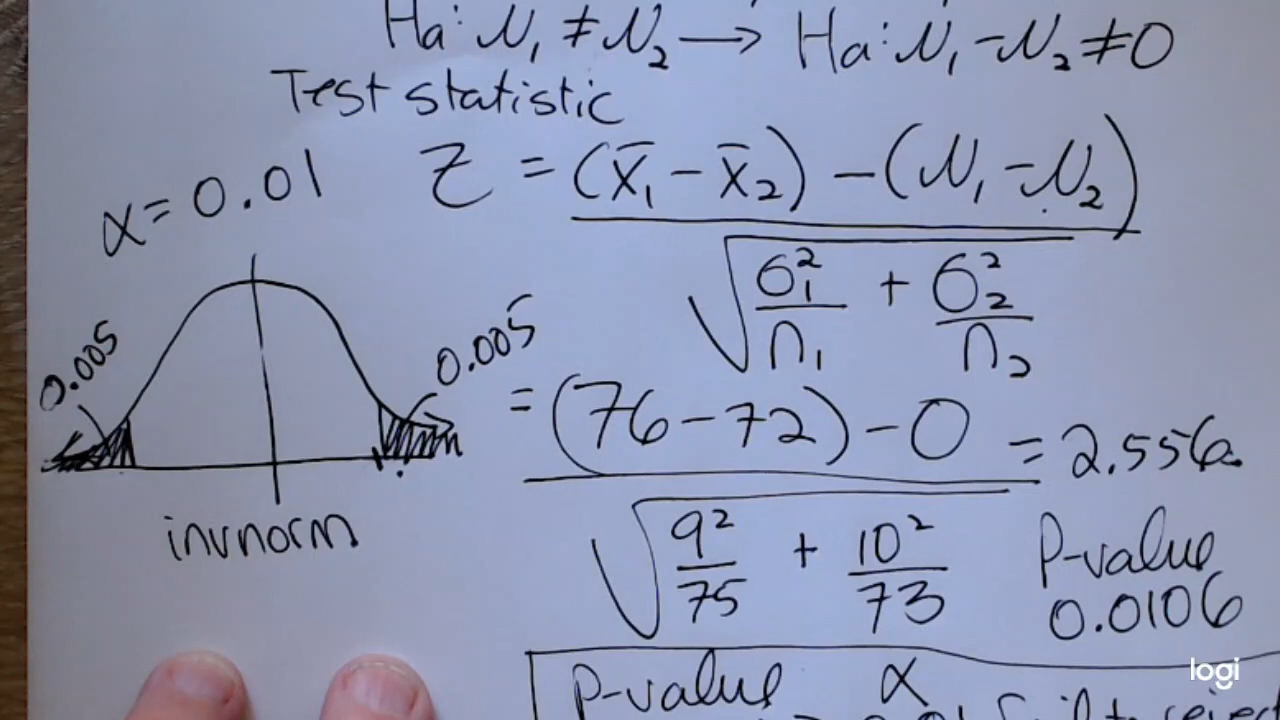 Ha: μ₁ ≠ μ₂ → Ha: μ₁ - μ₂ ≠ 0
Test statistic
α = 0.01
Z = (x̄₁ - x̄₂) - (μ₁ - μ₂)
√ σ₁²/n₁ + σ₂²/n₂
0.005
0.005
= (76 - 72) - 0 = 2.556
√ 9²/75 + 10²/73
invnorm
P-value
0.0106
P-value α
logi